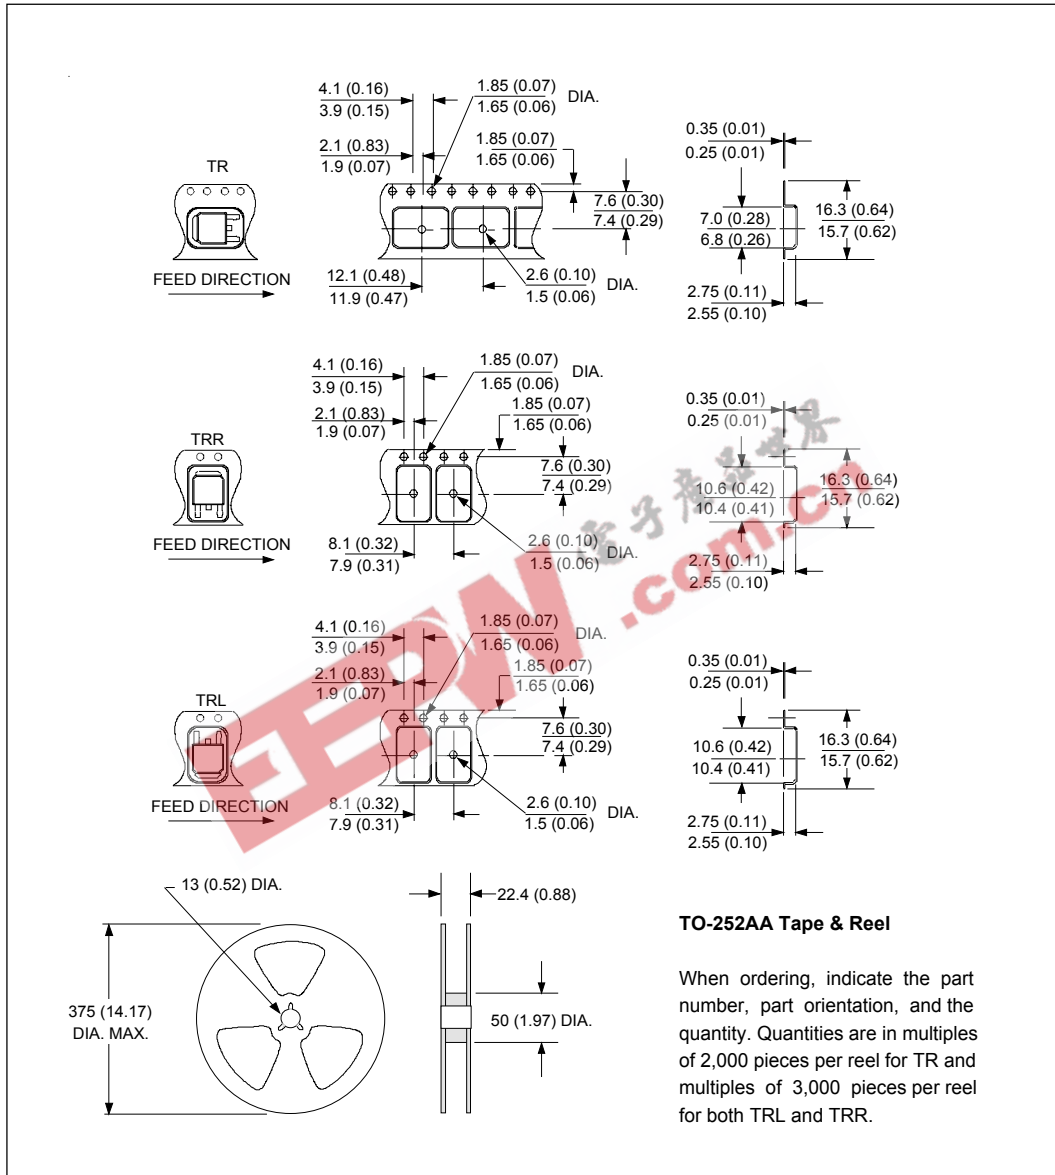 4.1 (0.16)
3.9 (0.15)
1.85 (0.07)
1.65 (0.06)
DIA.
2.1 (0.83)
1.9 (0.07)
1.85 (0.07)
1.65 (0.06)
0.35 (0.01)
0.25 (0.01)
TR
7.6 (0.30)
7.4 (0.29)
7.0 (0.28)
6.8 (0.26)
16.3 (0.64)
15.7 (0.62)
FEED DIRECTION
12.1 (0.48)
11.9 (0.47)
2.6 (0.10)
1.5 (0.06)
DIA.
2.75 (0.11)
2.55 (0.10)
4.1 (0.16)
3.9 (0.15)
1.85 (0.07)
1.65 (0.06)
DIA.
2.1 (0.83)
1.9 (0.07)
1.85 (0.07)
1.65 (0.06)
0.35 (0.01)
0.25 (0.01)
TRR
7.6 (0.30)
7.4 (0.29)
10.6 (0.42)
10.4 (0.41)
16.3 (0.64)
15.7 (0.62)
FEED DIRECTION
8.1 (0.32)
7.9 (0.31)
2.6 (0.10)
1.5 (0.06)
DIA.
2.75 (0.11)
2.55 (0.10)
EEPW.com.cn
電子產品世界
4.1 (0.16)
3.9 (0.15)
1.85 (0.07)
1.65 (0.06)
DIA.
2.1 (0.83)
1.9 (0.07)
1.85 (0.07)
1.65 (0.06)
0.35 (0.01)
0.25 (0.01)
TRL
7.6 (0.30)
7.4 (0.29)
10.6 (0.42)
10.4 (0.41)
16.3 (0.64)
15.7 (0.62)
FEED DIRECTION
8.1 (0.32)
7.9 (0.31)
2.6 (0.10)
1.5 (0.06)
DIA.
2.75 (0.11)
2.55 (0.10)
13 (0.52) DIA.
22.4 (0.88)
375 (14.17)
DIA. MAX.
50 (1.97) DIA.
TO-252AA Tape & Reel
When ordering, indicate the part
number, part orientation, and the
quantity. Quantities are in multiples
of 2,000 pieces per reel for TR and
multiples of 3,000 pieces per reel
for both TRL and TRR.